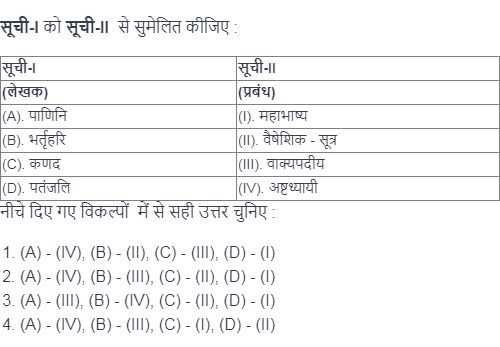 सूची-I को सूची-II से सुमेलित कीजिए :
सूची-I सूची-II
(लेखक) (प्रबंध)
(A). पाणिनि (I). महाभाष्य
(B). भर्तृहरि (II). वैषेशिक - सूत्र
(C). कणद (III). वाक्यपदीय
(D). पतंजलि (IV). अष्टध्यायी
नीचे दिए गए विकल्पों में से सही उत्तर चुनिए :
1. (A) - (IV), (B) - (II), (C) - (III), (D) - (I)
2. (A) - (IV), (B) - (III), (C) - (II), (D) - (I)
3. (A) - (III), (B) - (IV), (C) - (II), (D) - (I)
4. (A) - (IV), (B) - (III), (C) - (I), (D) - (II)